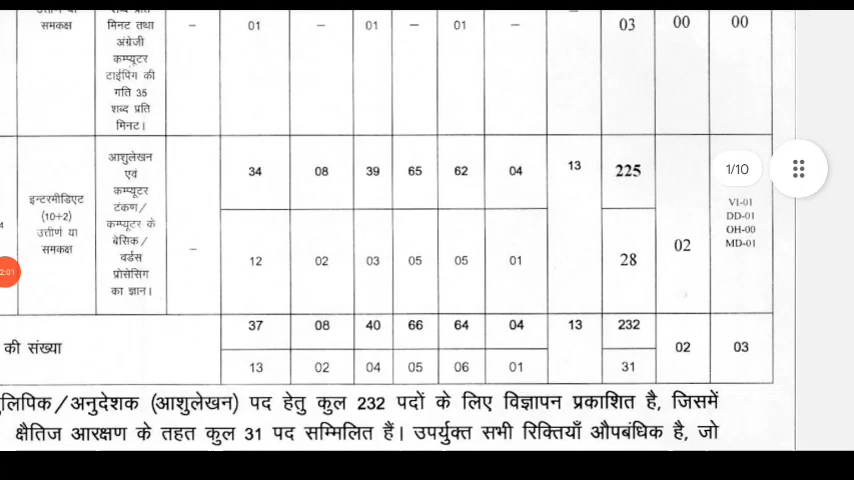 समकक्ष मिनट तथा – 01 – 01 – 01 – – 03 00 00
अंग्रेजी
कम्प्यूटर
टाईपिंग की
गति 35
शब्द प्रति
मिनट।
आशुलेखन
एवं
कम्प्यूटर
टंकण/
कम्प्यूटर के
बेसिक/
वर्डस
प्रोसेसिग
का ज्ञान।
इन्टरमीडिएट
(10+2)
उत्तीर्ण या
समकक्ष
–
34 08 39 65 62 04 13 225
12 02 03 05 05 01 28
02
1/10
VI-01
DD-01
OH-00
MD-01
2:01
की संख्या
37 08 40 66 64 04 13 232
13 02 04 05 06 01 31
02 03
लिपिक/अनुदेशक (आशुलेखन) पद हेतु कुल 232 पदों के लिए विज्ञापन प्रकाशित है, जिसमें
क्षैतिज आरक्षण के तहत कुल 31 पद सम्मिलित हैं। उपर्युक्त सभी रिक्तियाँ औपबंधिक है, जो